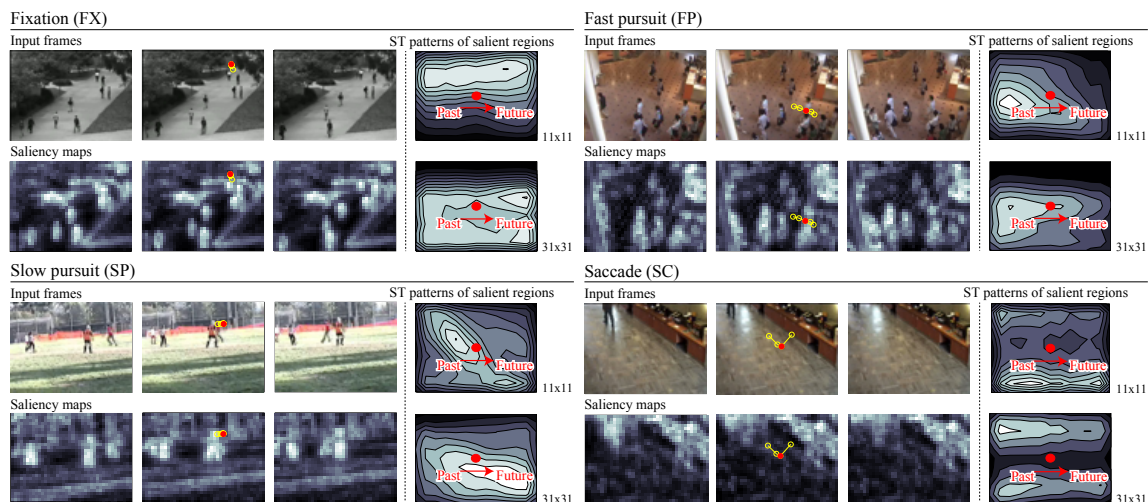 Fixation (FX)
Input frames
ST patterns of salient regions
Past
Future
11x11
Saliency maps
Past
Future
31x31
Fast pursuit (FP)
Input frames
ST patterns of salient regions
Past
Future
11x11
Saliency maps
Past
Future
31x31
Slow pursuit (SP)
Input frames
ST patterns of salient regions
Past
Future
11x11
Saliency maps
Past
Future
31x31
Saccade (SC)
Input frames
ST patterns of salient regions
Past
Future
11x11
Saliency maps
Past
Future
31x31